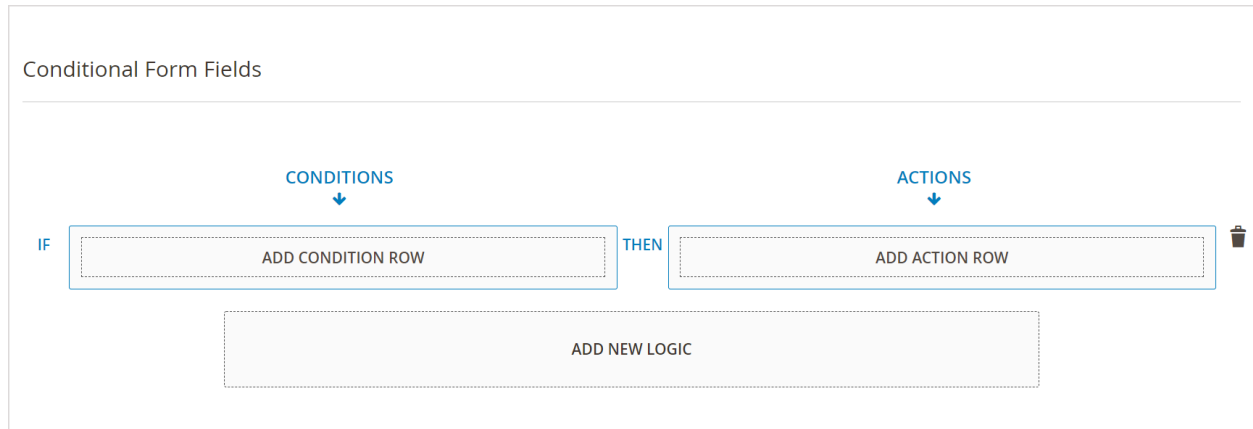 Conditional Form Fields
CONDITIONS
ACTIONS
IF
ADD CONDITION ROW
THEN
ADD ACTION ROW
ADD NEW LOGIC